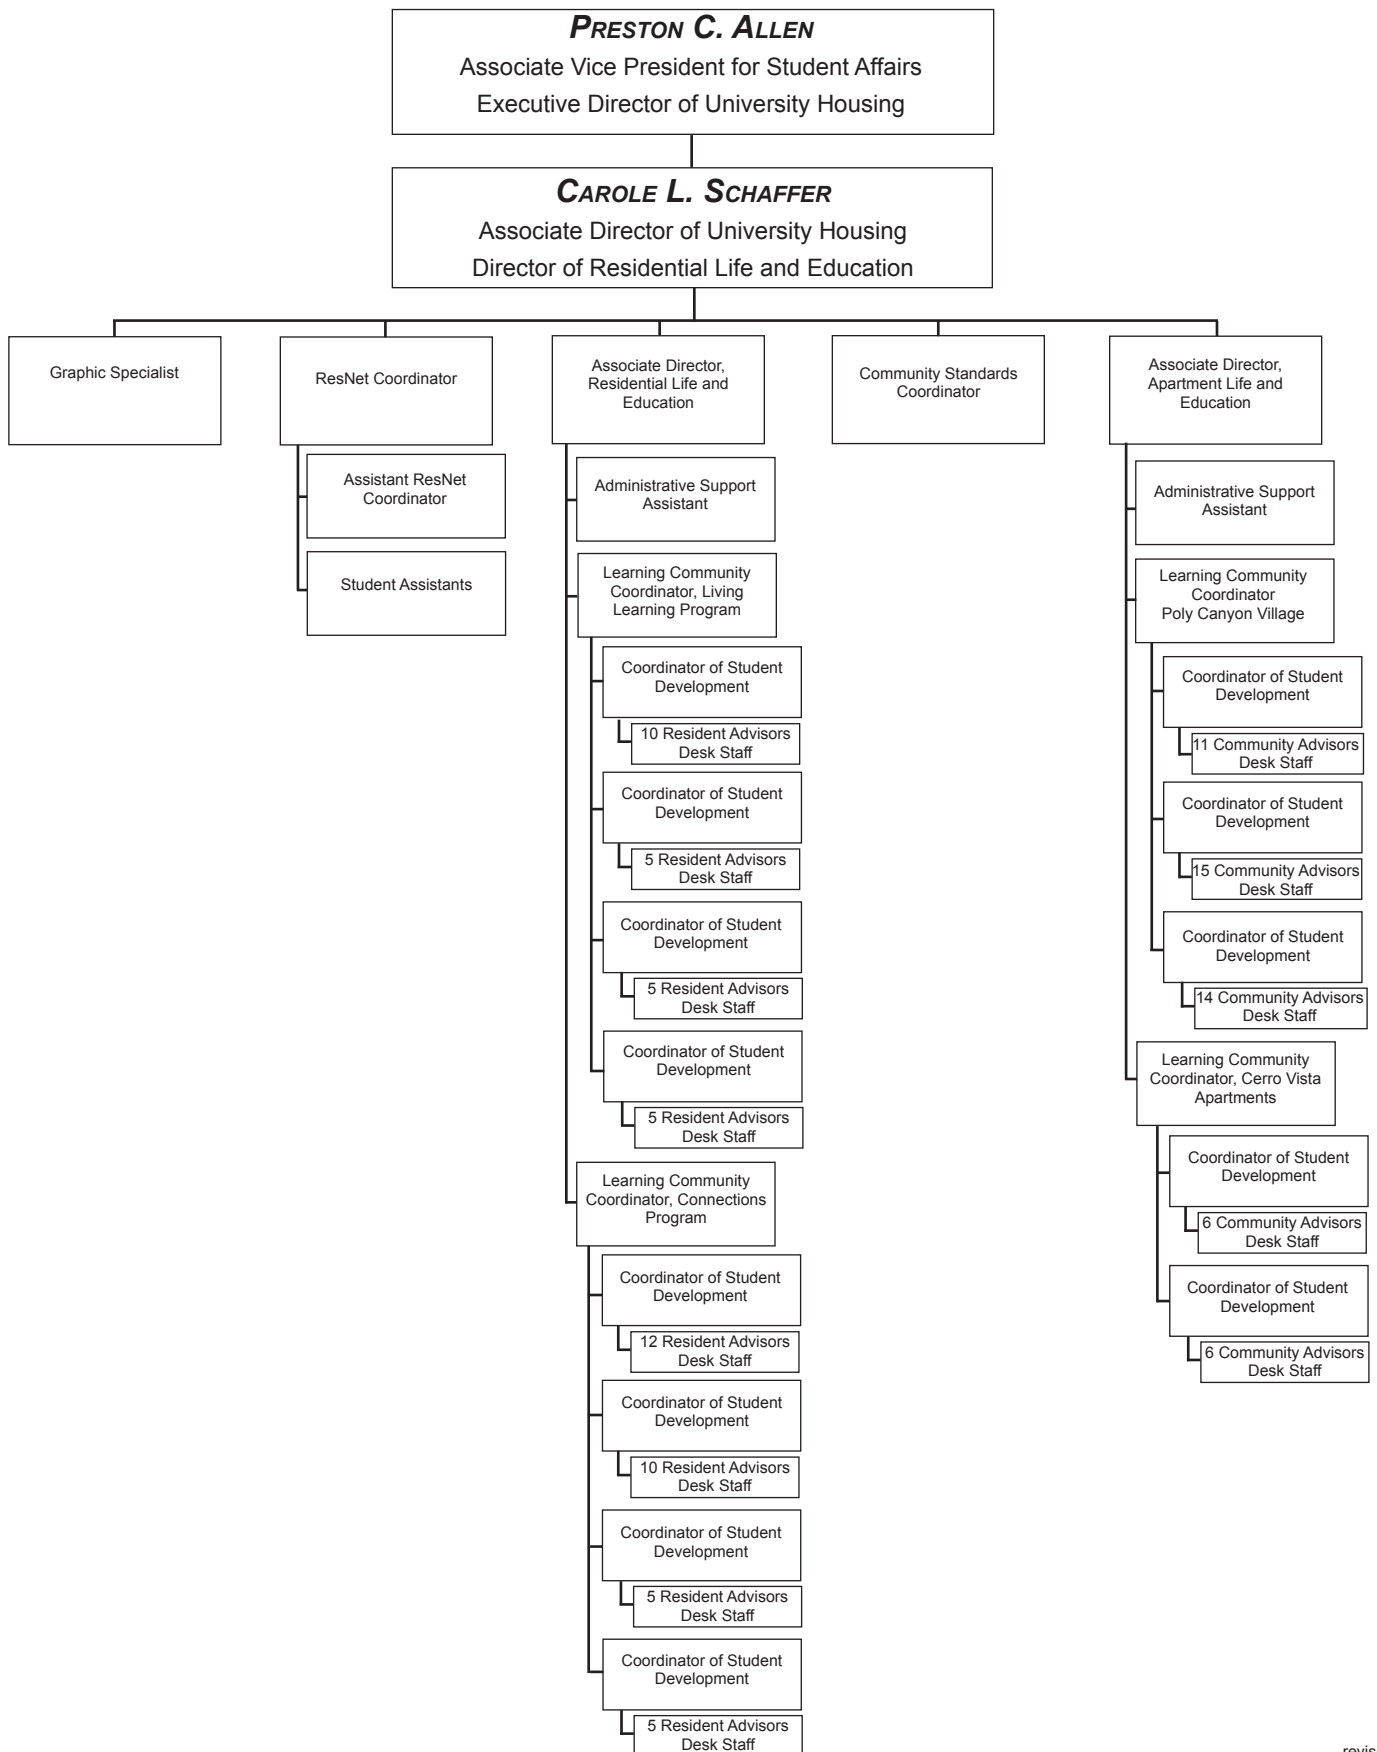 PRESTON C. ALLEN
Associate Vice President for Student Affairs
Executive Director of University Housing
CAROLE L. SCHAFFER
Associate Director of University Housing
Director of Residential Life and Education
Graphic Specialist
ResNet Coordinator
Assistant ResNet
Coordinator
Student Assistants
Associate Director,
Residential Life and
Education
Administrative Support
Assistant
Learning Community
Coordinator, Living
Learning Program
Coordinator of Student
Development
10 Resident Advisors
Desk Staff
Coordinator of Student
Development
5 Resident Advisors
Desk Staff
Coordinator of Student
Development
5 Resident Advisors
Desk Staff
Coordinator of Student
Development
5 Resident Advisors
Desk Staff
Learning Community
Coordinator, Connections
Program
Coordinator of Student
Development
12 Resident Advisors
Desk Staff
Coordinator of Student
Development
10 Resident Advisors
Desk Staff
Coordinator of Student
Development
5 Resident Advisors
Desk Staff
Coordinator of Student
Development
5 Resident Advisors
Desk Staff
Community Standards
Coordinator
Associate Director,
Apartment Life and
Education
Administrative Support
Assistant
Learning Community
Coordinator
Poly Canyon Village
Coordinator of Student
Development
11 Community Advisors
Desk Staff
Coordinator of Student
Development
15 Community Advisors
Desk Staff
Coordinator of Student
Development
14 Community Advisors
Desk Staff
Learning Community
Coordinator, Cerro Vista
Apartments
Coordinator of Student
Development
6 Community Advisors
Desk Staff
Coordinator of Student
Development
6 Community Advisors
Desk Staff